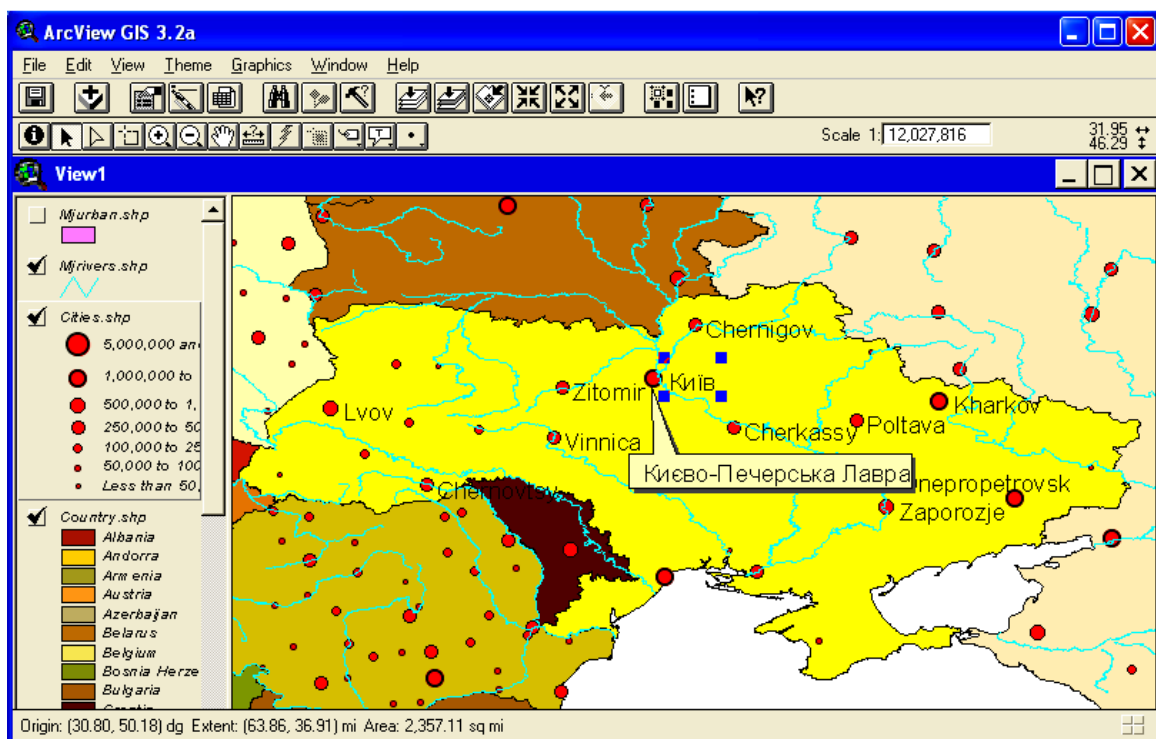 ArcView GIS 3.2a
File Edit View Theme Graphics Window Help
Scale 1: 12,027,816
31.95
46.29
View1
Mjurban.shp
Mjrivers.shp
Cities.shp
5,000,000 an
1,000,000 to
500,000 to 1,
250,000 to 50
100,000 to 25
50,000 to 100
Less than 50,
Country.shp
Albania
Andorra
Armenia
Austria
Azerbaijan
Belarus
Belgium
Bosnia Herze
Bulgaria
Croatia
Chernigov
Київ
Zitomir
Lvov
Kharkov
Poltava
Cherkassy
Vinnica
Києво-Печерська Лавра
Chernovtsy
nepropetrovsk
Zaporozje
Origin: (30.80, 50.18) dg Extent: (63.86, 36.91) mi Area: 2,357.11 sq mi